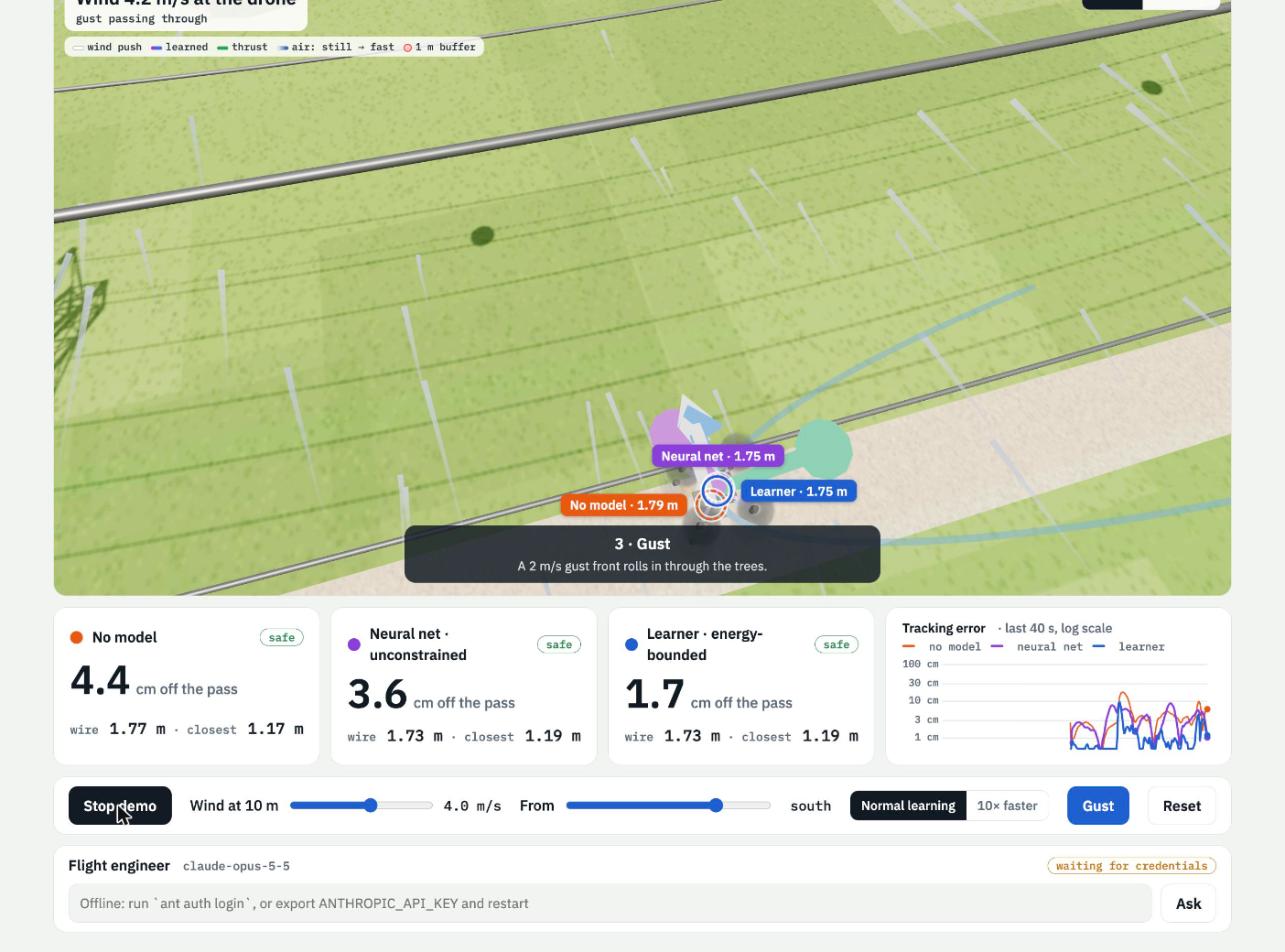 Wind 4.2 m/s at the drone
gust passing through
wind push learned thrust air: still → fast 1 m buffer
Neural net · 1.75 m
Learner · 1.75 m
No model · 1.79 m
3 · Gust
A 2 m/s gust front rolls in through the trees.
No model safe
4.4 cm off the pass
wire 1.77 m · closest 1.17 m
Neural net · unconstrained safe
3.6 cm off the pass
wire 1.73 m · closest 1.19 m
Learner · energy-bounded safe
1.7 cm off the pass
wire 1.73 m · closest 1.19 m
Tracking error · last 40 s, log scale
no model neural net learner
100 cm
30 cm
10 cm
3 cm
1 cm
Stop demo Wind at 10 m 4.0 m/s From south Normal learning 10× faster Gust Reset
Flight engineer claude-opus-5-5 waiting for credentials
Offline: run `ant auth login`, or export ANTHROPIC_API_KEY and restart Ask